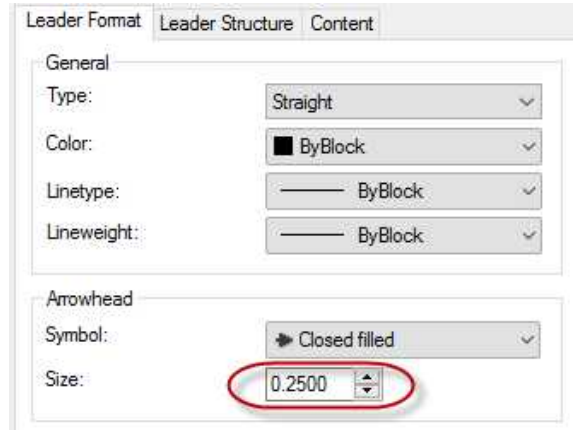 Leader Format Leader Structure Content
General
Type: Straight
Color: ByBlock
Linetype: ByBlock
Lineweight: ByBlock
Arrowhead
Symbol: Closed filled
Size: 0.2500